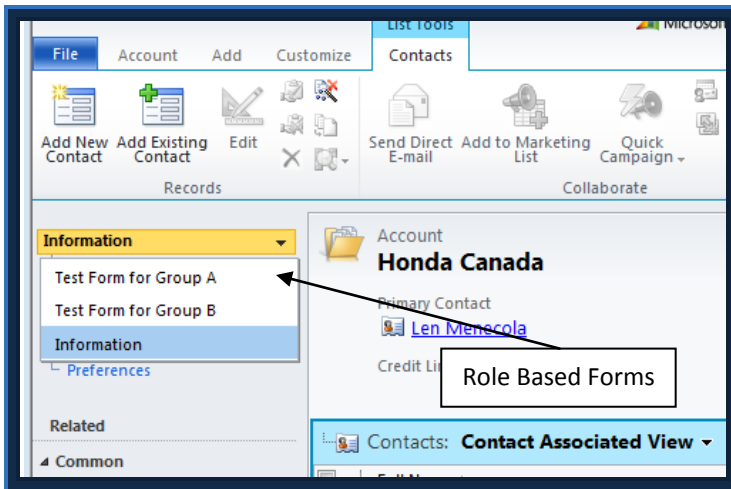 List Tools
Microsoft
File Account Add Customize Contacts
Add New Contact
Add Existing Contact
Edit
Send Direct E-mail
Add to Marketing List
Quick Campaign
Records
Collaborate
Information
Test Form for Group A
Test Form for Group B
Information
Preferences
Related
Common
Account
Honda Canada
Primary Contact
Len Menecola
Credit Li
Role Based Forms
Contacts: Contact Associated View